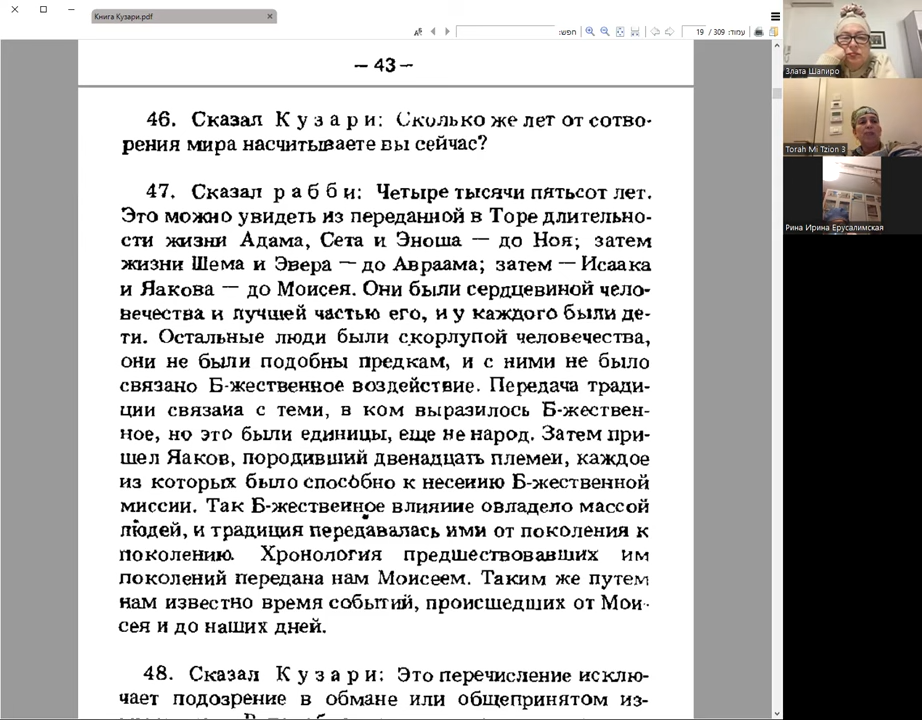 Книга Кузари.pdf
חפש:
19 / 309 :עמוד
– 43 –
46. Сказал Кузари: Сколько же лет от сотво-
рения мира насчитываете вы сейчас?
47. Сказал рабби: Четыре тысячи пятьсот лет.
Это можно увидеть из переданной в Торе длительно-
сти жизни Адама, Сета и Эноша — до Ноя; затем
жизни Шема и Эвера — до Авраама; затем — Исаака
и Яакова — до Моисея. Они были сердцевиной чело-
вечества и лучшей частью его, и у каждого были де-
ти. Остальные люди были скорлупой человечества,
они не были подобны предкам, и с ними не было
связано Б-жественное воздействие. Передача тради-
ции связана с теми, в ком выразилось Б-жествен-
ное, но это были единицы, еще не народ. Затем при-
шел Яаков, породивший двенадцать племен, каждое
из которых было способно к несению Б-жественной
миссии. Так Б-жественное влияние овладело массой
людей, и традиция передавалась ими от поколения к
поколению. Хронология предшествовавших им
поколений передана нам Моисеем. Таким же путем
нам известно время событий, происшедших от Мои-
сея и до наших дней.
48. Сказал Кузари: Это перечисление исклю-
чает подозрение в обмане или общепринятом из-
Злата Шапиро
Torah Mi Tzion 3
Рина Ирина Ерусалимская